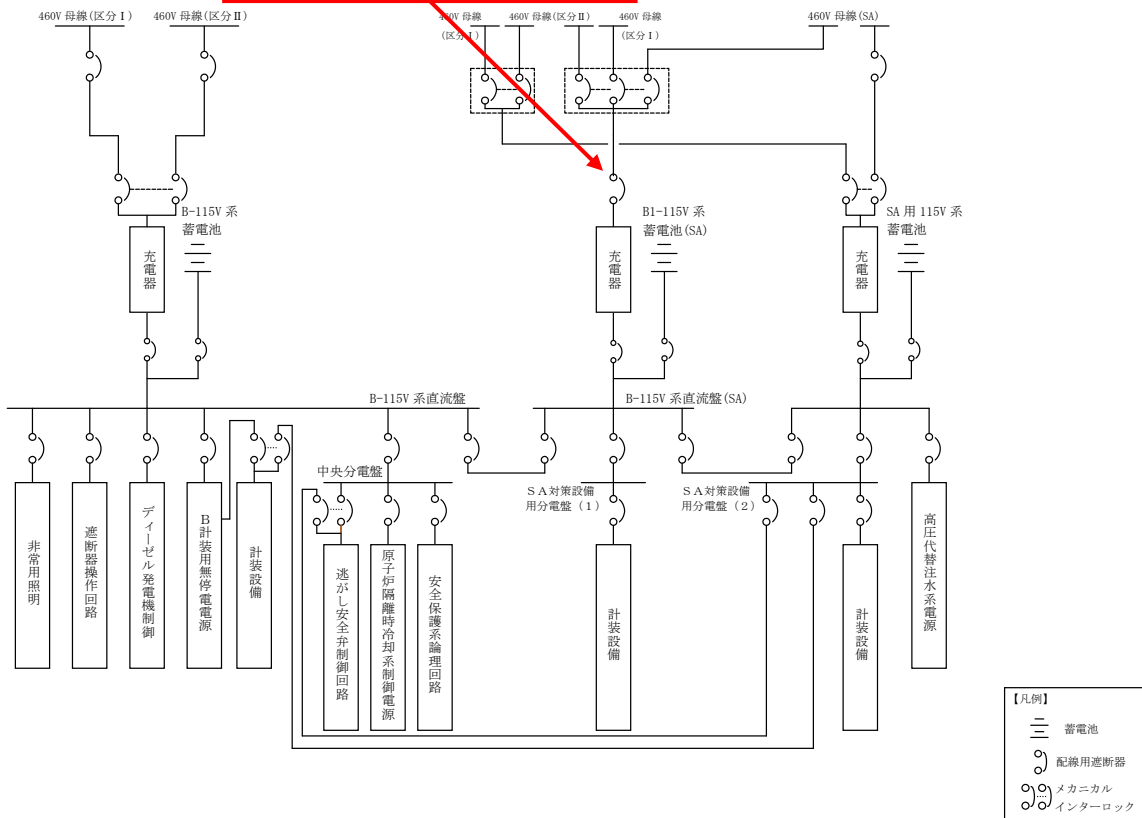 460V 母線(区分Ⅰ)
460V 母線(区分Ⅱ)
460V 母線
(区分Ⅰ)
460V 母線(区分Ⅱ)
460V 母線
(区分Ⅰ)
460V 母線(SA)
B-115V 系
蓄電池
充電器
B1-115V 系
蓄電池(SA)
充電器
SA 用 115V 系
蓄電池
充電器
B-115V 系直流盤
B-115V 系直流盤(SA)
中央分電盤
ＳＡ対策設備
用分電盤（１）
ＳＡ対策設備
用分電盤（２）
非常用照明
遮断器操作回路
ディーゼル発電機制御
Ｂ計装用無停電電源
計装設備
逃がし安全弁制御回路
原子炉隔離時冷却系制御電源
安全保護系論理回路
計装設備
計装設備
高圧代替注水系電源
【凡例】
蓄電池
配線用遮断器
メカニカル
インターロック